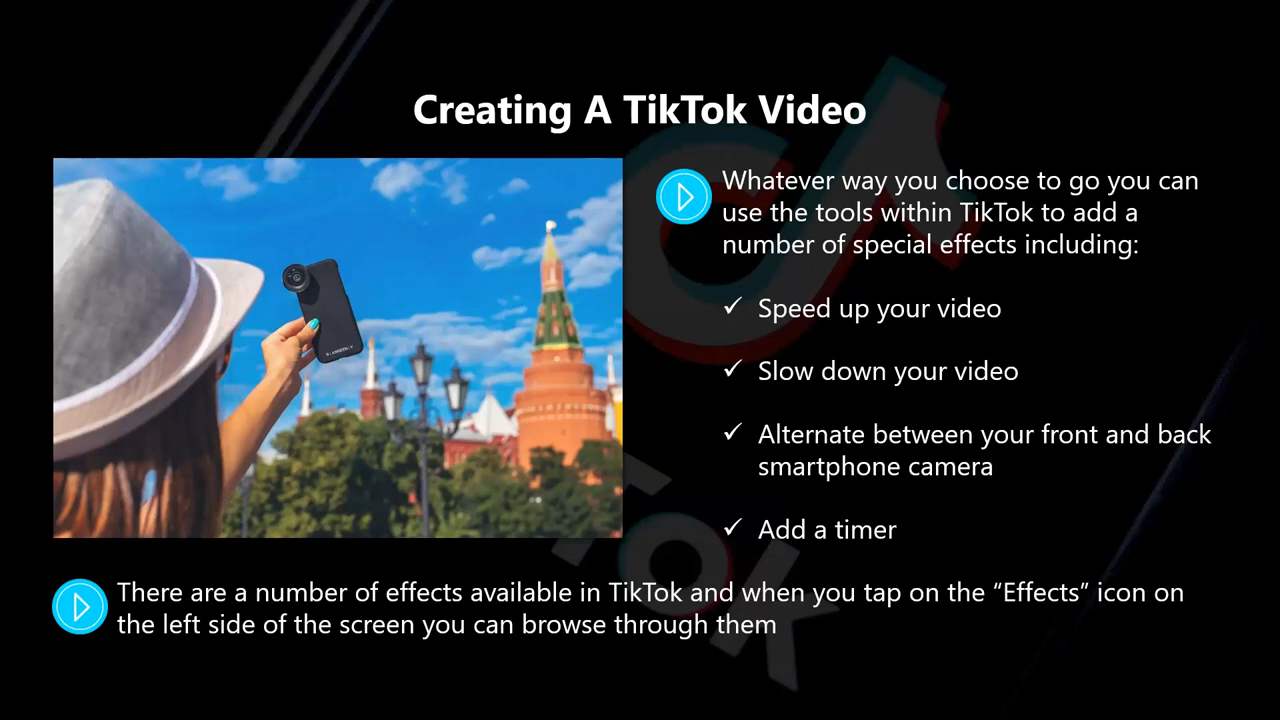 Creating A TikTok Video
Whatever way you choose to go you can
use the tools within TikTok to add a
number of special effects including:
✓ Speed up your video
✓ Slow down your video
✓ Alternate between your front and back
smartphone camera
✓ Add a timer
There are a number of effects available in TikTok and when you tap on the “Effects” icon on
the left side of the screen you can browse through them